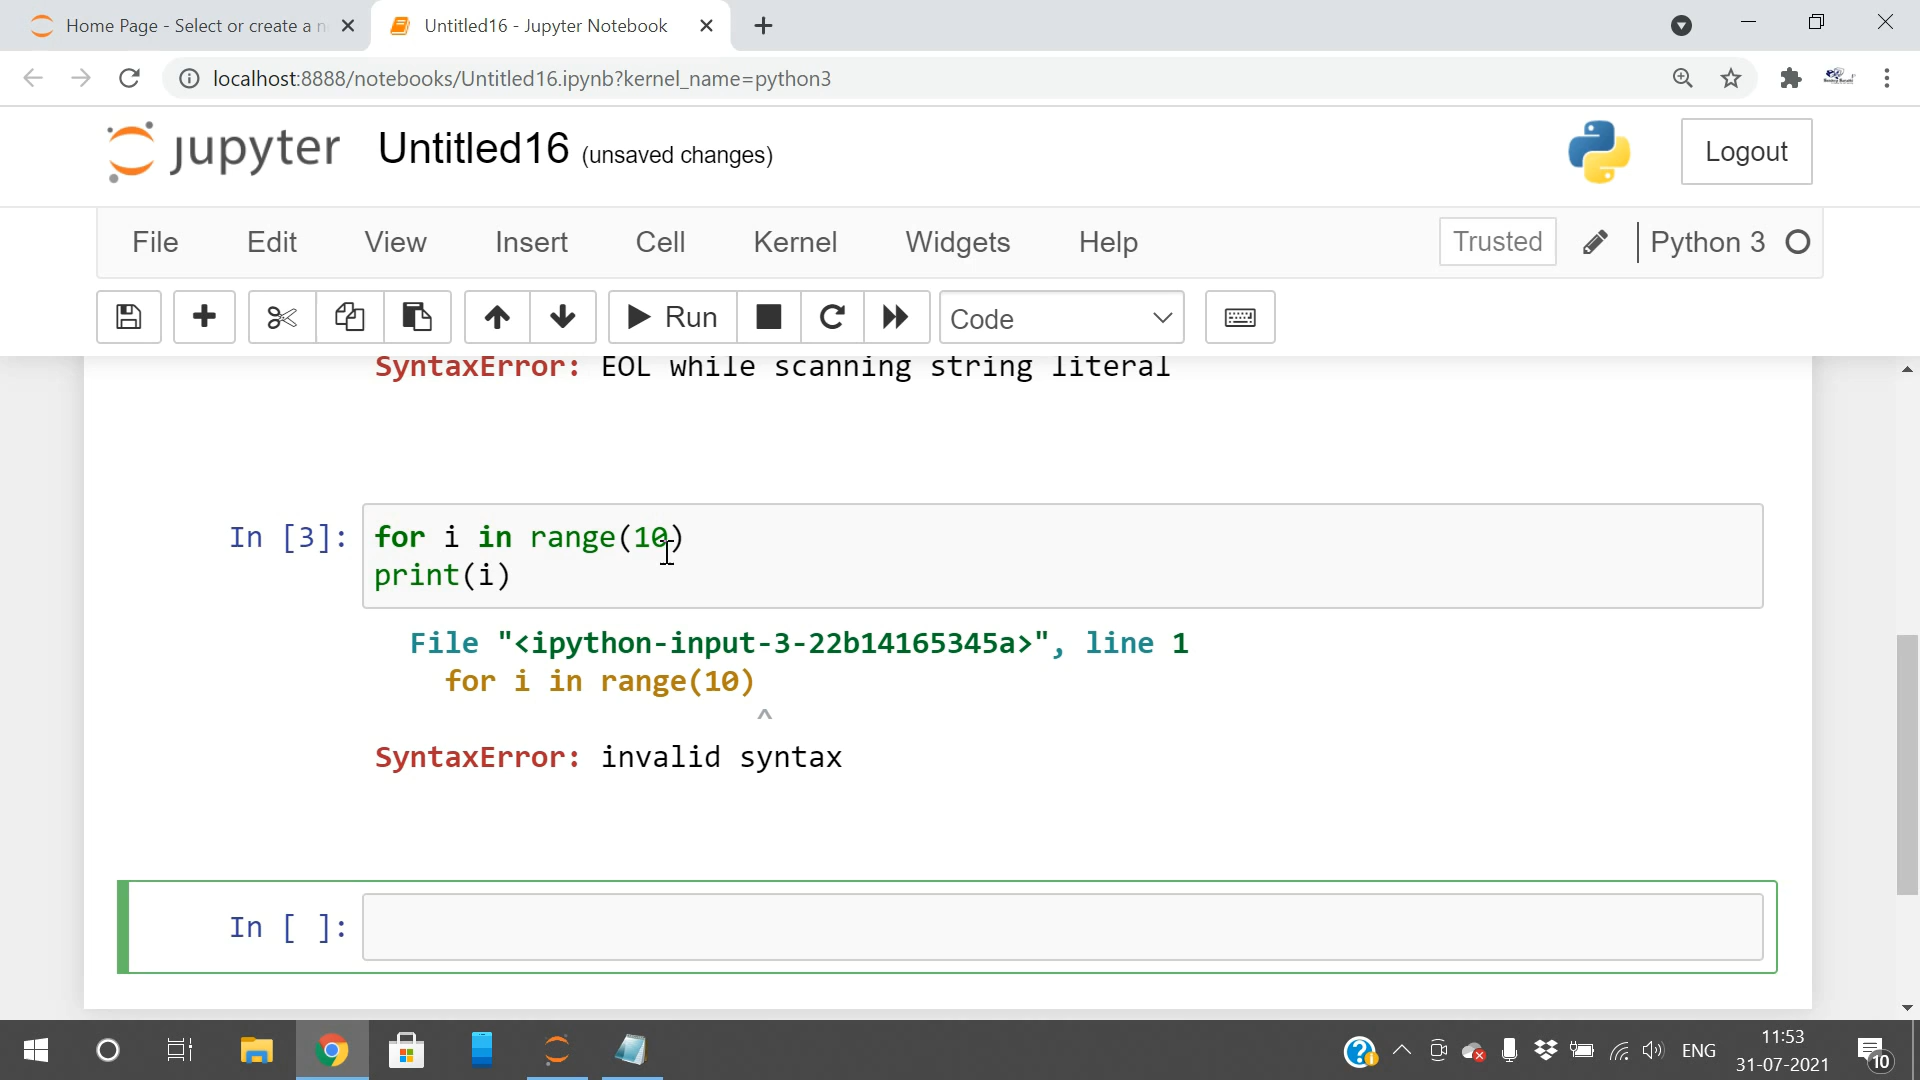 Home Page - Select or create a n
Untitled16 - Jupyter Notebook
localhost:8888/notebooks/Untitled16.ipynb?kernel_name=python3
jupyter Untitled16 (unsaved changes)
Logout
File Edit View Insert Cell Kernel Widgets Help Trusted Python 3
Run Code
SyntaxError: EOL while scanning string literal
In [3]: for i in range(10)
print(i)
File "<ipython-input-3-22b14165345a>", line 1
for i in range(10)
^
SyntaxError: invalid syntax
In [ ]:
ENG
11:53
31-07-2021
10